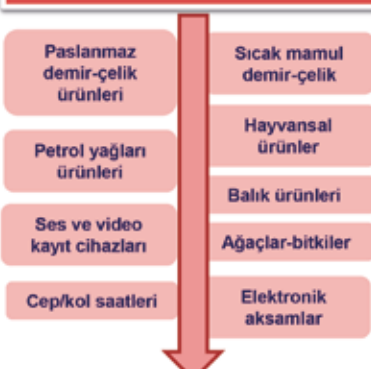 Paslanmaz
demir-çelik
ürünleri
Petrol yağları
ürünleri
Ses ve video
kayıt cihazları
Cep/kol saatleri
Sıcak mamul
demir-çelik
Hayvansal
ürünler
Balık ürünleri
Ağaçlar-bitkiler
Elektronik
aksamlar